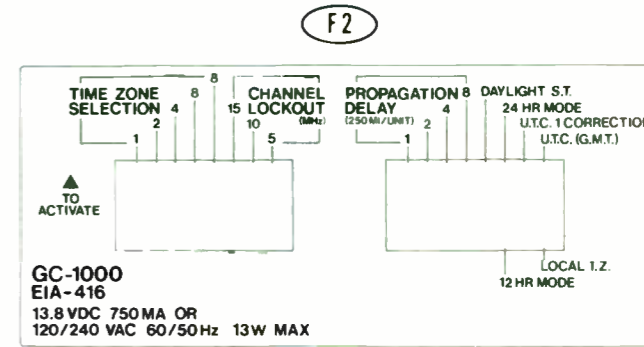 F2
8
TIME ZONE 8 CHANNEL PROPAGATION 8 DAYLIGHT S.T.
SELECTION 4 15 LOCKOUT DELAY 4 24 HR MODE
2 10 (MHz) (250 MI/UNIT) 2 U.T.C. 1 CORRECTION
1 5 1 U.T.C. (G.M.T.)
TO
ACTIVATE
LOCAL T.Z.
12 HR MODE
GC-1000
EIA-416
13.8 VDC 750 MA OR
120/240 VAC 60/50 Hz 13W MAX